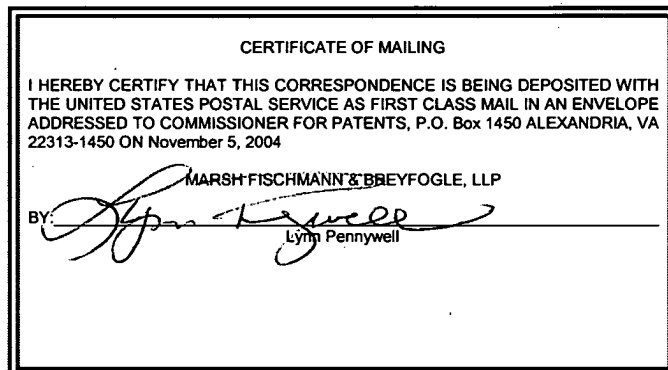 CERTIFICATE OF MAILING
I HEREBY CERTIFY THAT THIS CORRESPONDENCE IS BEING DEPOSITED WITH
THE UNITED STATES POSTAL SERVICE AS FIRST CLASS MAIL IN AN ENVELOPE
ADDRESSED TO COMMISSIONER FOR PATENTS, P.O. Box 1450 ALEXANDRIA, VA
22313-1450 ON November 5, 2004
MARSH FISCHMANN & BREYFOGLE, LLP
BY:
Lynn Pennywell